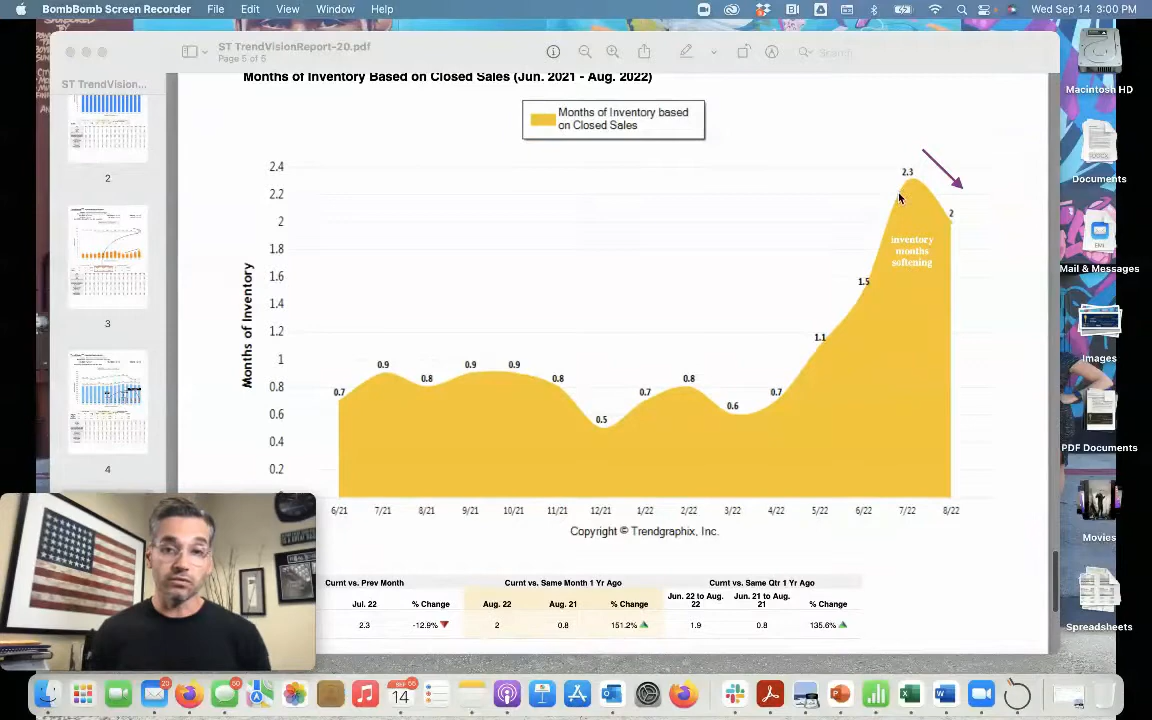 BombBomb Screen Recorder File Edit View Window Help Wed Sep 14 3:00 PM
ST TrendVisionReport-20.pdf
Page 5 of 5
Search
ST TrendVision...
2
3
4
Months of Inventory Based on Closed Sales (Jun. 2021 - Aug. 2022)
Months of Inventory based
on Closed Sales
Months of Inventory
2.4
2.2
2
1.8
1.6
1.4
1.2
1
0.8
0.6
0.4
0.2
0.7 0.9 0.8 0.9 0.9 0.8 0.5 0.7 0.8 0.6 0.7 1.1 1.5 2.3 2
inventory
months
softening
6/21 7/21 8/21 9/21 10/21 11/21 12/21 1/22 2/22 3/22 4/22 5/22 6/22 7/22 8/22
Copyright © Trendgraphix, Inc.
Curnt vs. Prev Month Curnt vs. Same Month 1 Yr Ago Curnt vs. Same Qtr 1 Yr Ago
Jul. 22 % Change Aug. 22 Aug. 21 % Change Jun. 22 to Aug. 22 Jun. 21 to Aug. 21 % Change
2.3 -12.9% 2 0.8 151.2% 1.9 0.8 135.6%
Macintosh HD
Documents
Mail & Messages
Images
PDF Documents
Movies
Spreadsheets
20
50
SEP
14
56